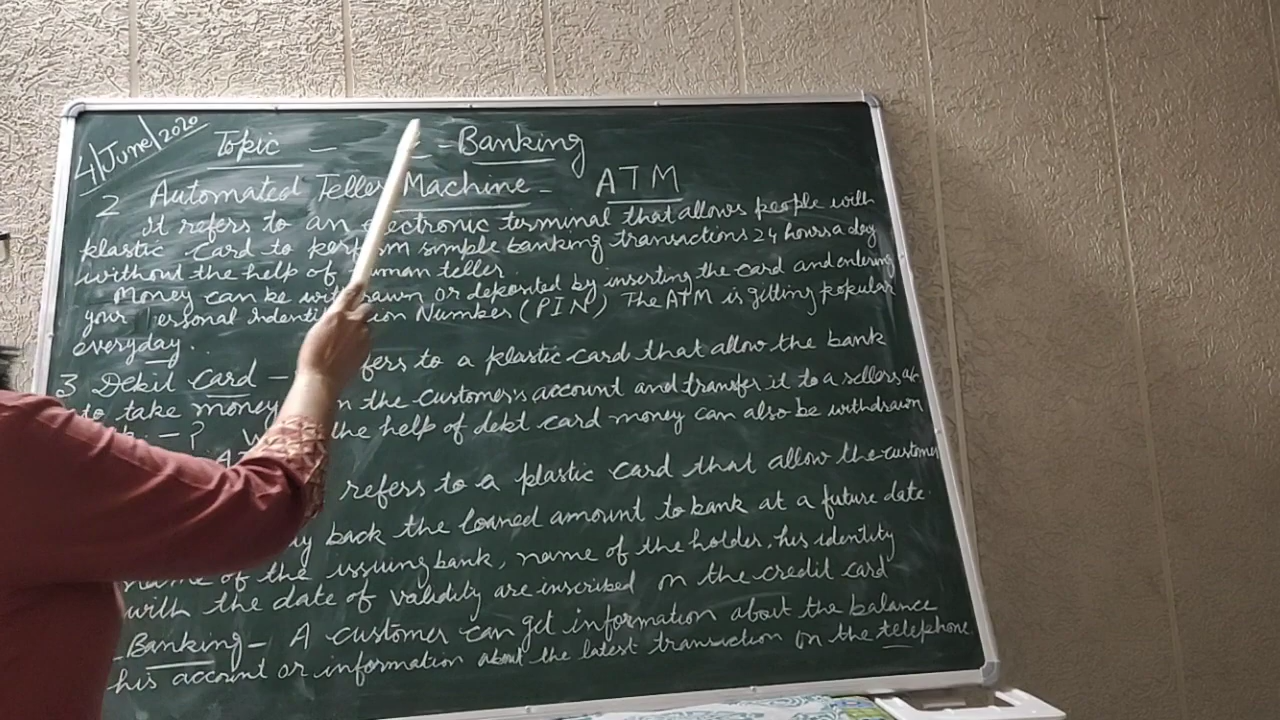 4/June/2020
Topic - - Banking
2 Automated Teller Machine - ATM
It refers to an electronic terminal that allows people with
plastic card to perform simple banking transactions 24 hours a day
without the help of human teller.
Money can be withdrawn or deposited by inserting the card and entering
your Personal Indentification Number (PIN) The ATM is getting popular
everyday.
3 Debit Card - refers to a plastic card that allow the bank
to take money the customer's account and transfer it to a sellers
- ? the help of debt card money can also be withdrawn
refers to a plastic card that allow the customer
back the loaned amount to bank at a future date.
name of the issuing bank, name of the holder, his identity
with the date of validity are inscribed on the credit card
Banking - A customer can get information about the balance
his account or information about the latest transaction on the telephone